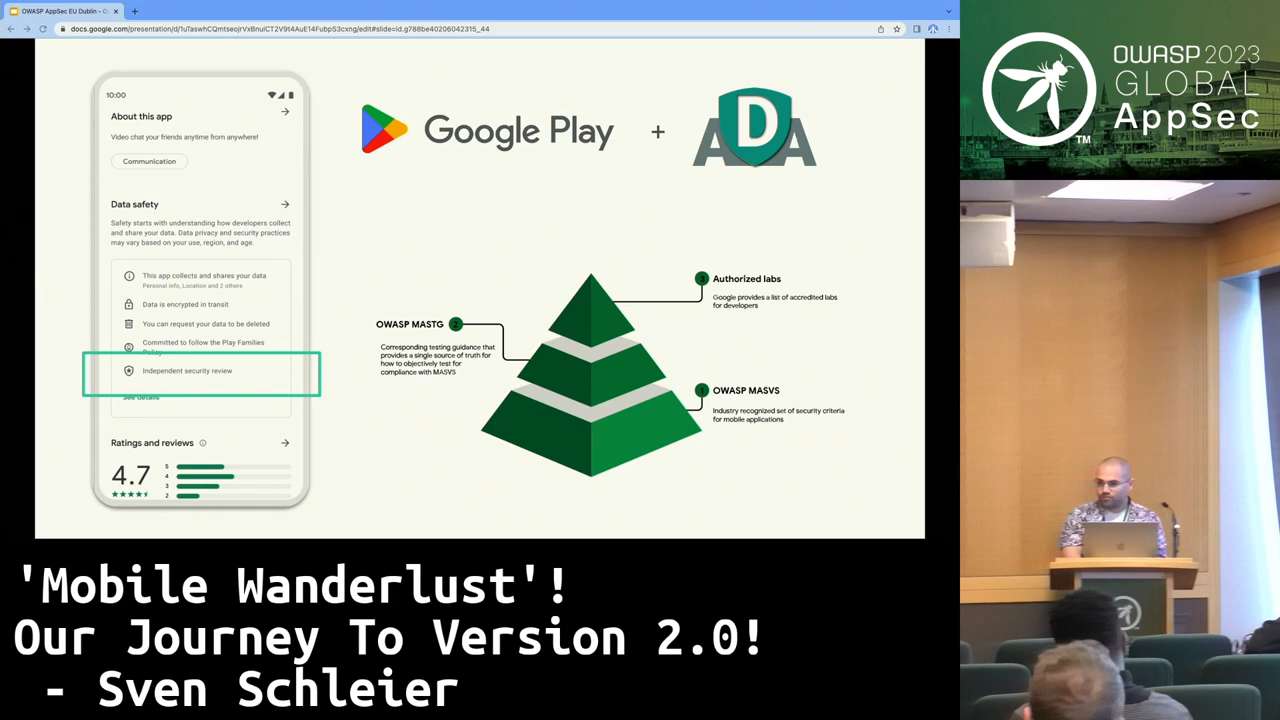 OWASP AppSec EU Dublin - O
docs.google.com/presentation/d/1uTaswhCQmtseojrVxBnuICT2V9t4AuE14FubpS3cxng/edit#slide=id.g788be40206042315_44
10:00
About this app
Video chat your friends anytime from anywhere!
Communication
Data safety
Safety starts with understanding how developers collect
and share your data. Data privacy and security practices
may vary based on your use, region, and age.
This app collects and shares your data
Personal info, Location and 2 others
Data is encrypted in transit
You can request your data to be deleted
Committed to follow the Play Families
Policy
Independent security review
See details
Ratings and reviews
4.7
5
4
3
2
Google Play
+
ADA
3 Authorized labs
Google provides a list of accredited labs
for developers
OWASP MASTG 2
Corresponding testing guidance that
provides a single source of truth for
how to objectively test for
compliance with MASVS
1 OWASP MASVS
Industry recognized set of security criteria
for mobile applications
OWASP 2023
GLOBAL
AppSec
TM
'Mobile Wanderlust'!
Our Journey To Version 2.0!
- Sven Schleier